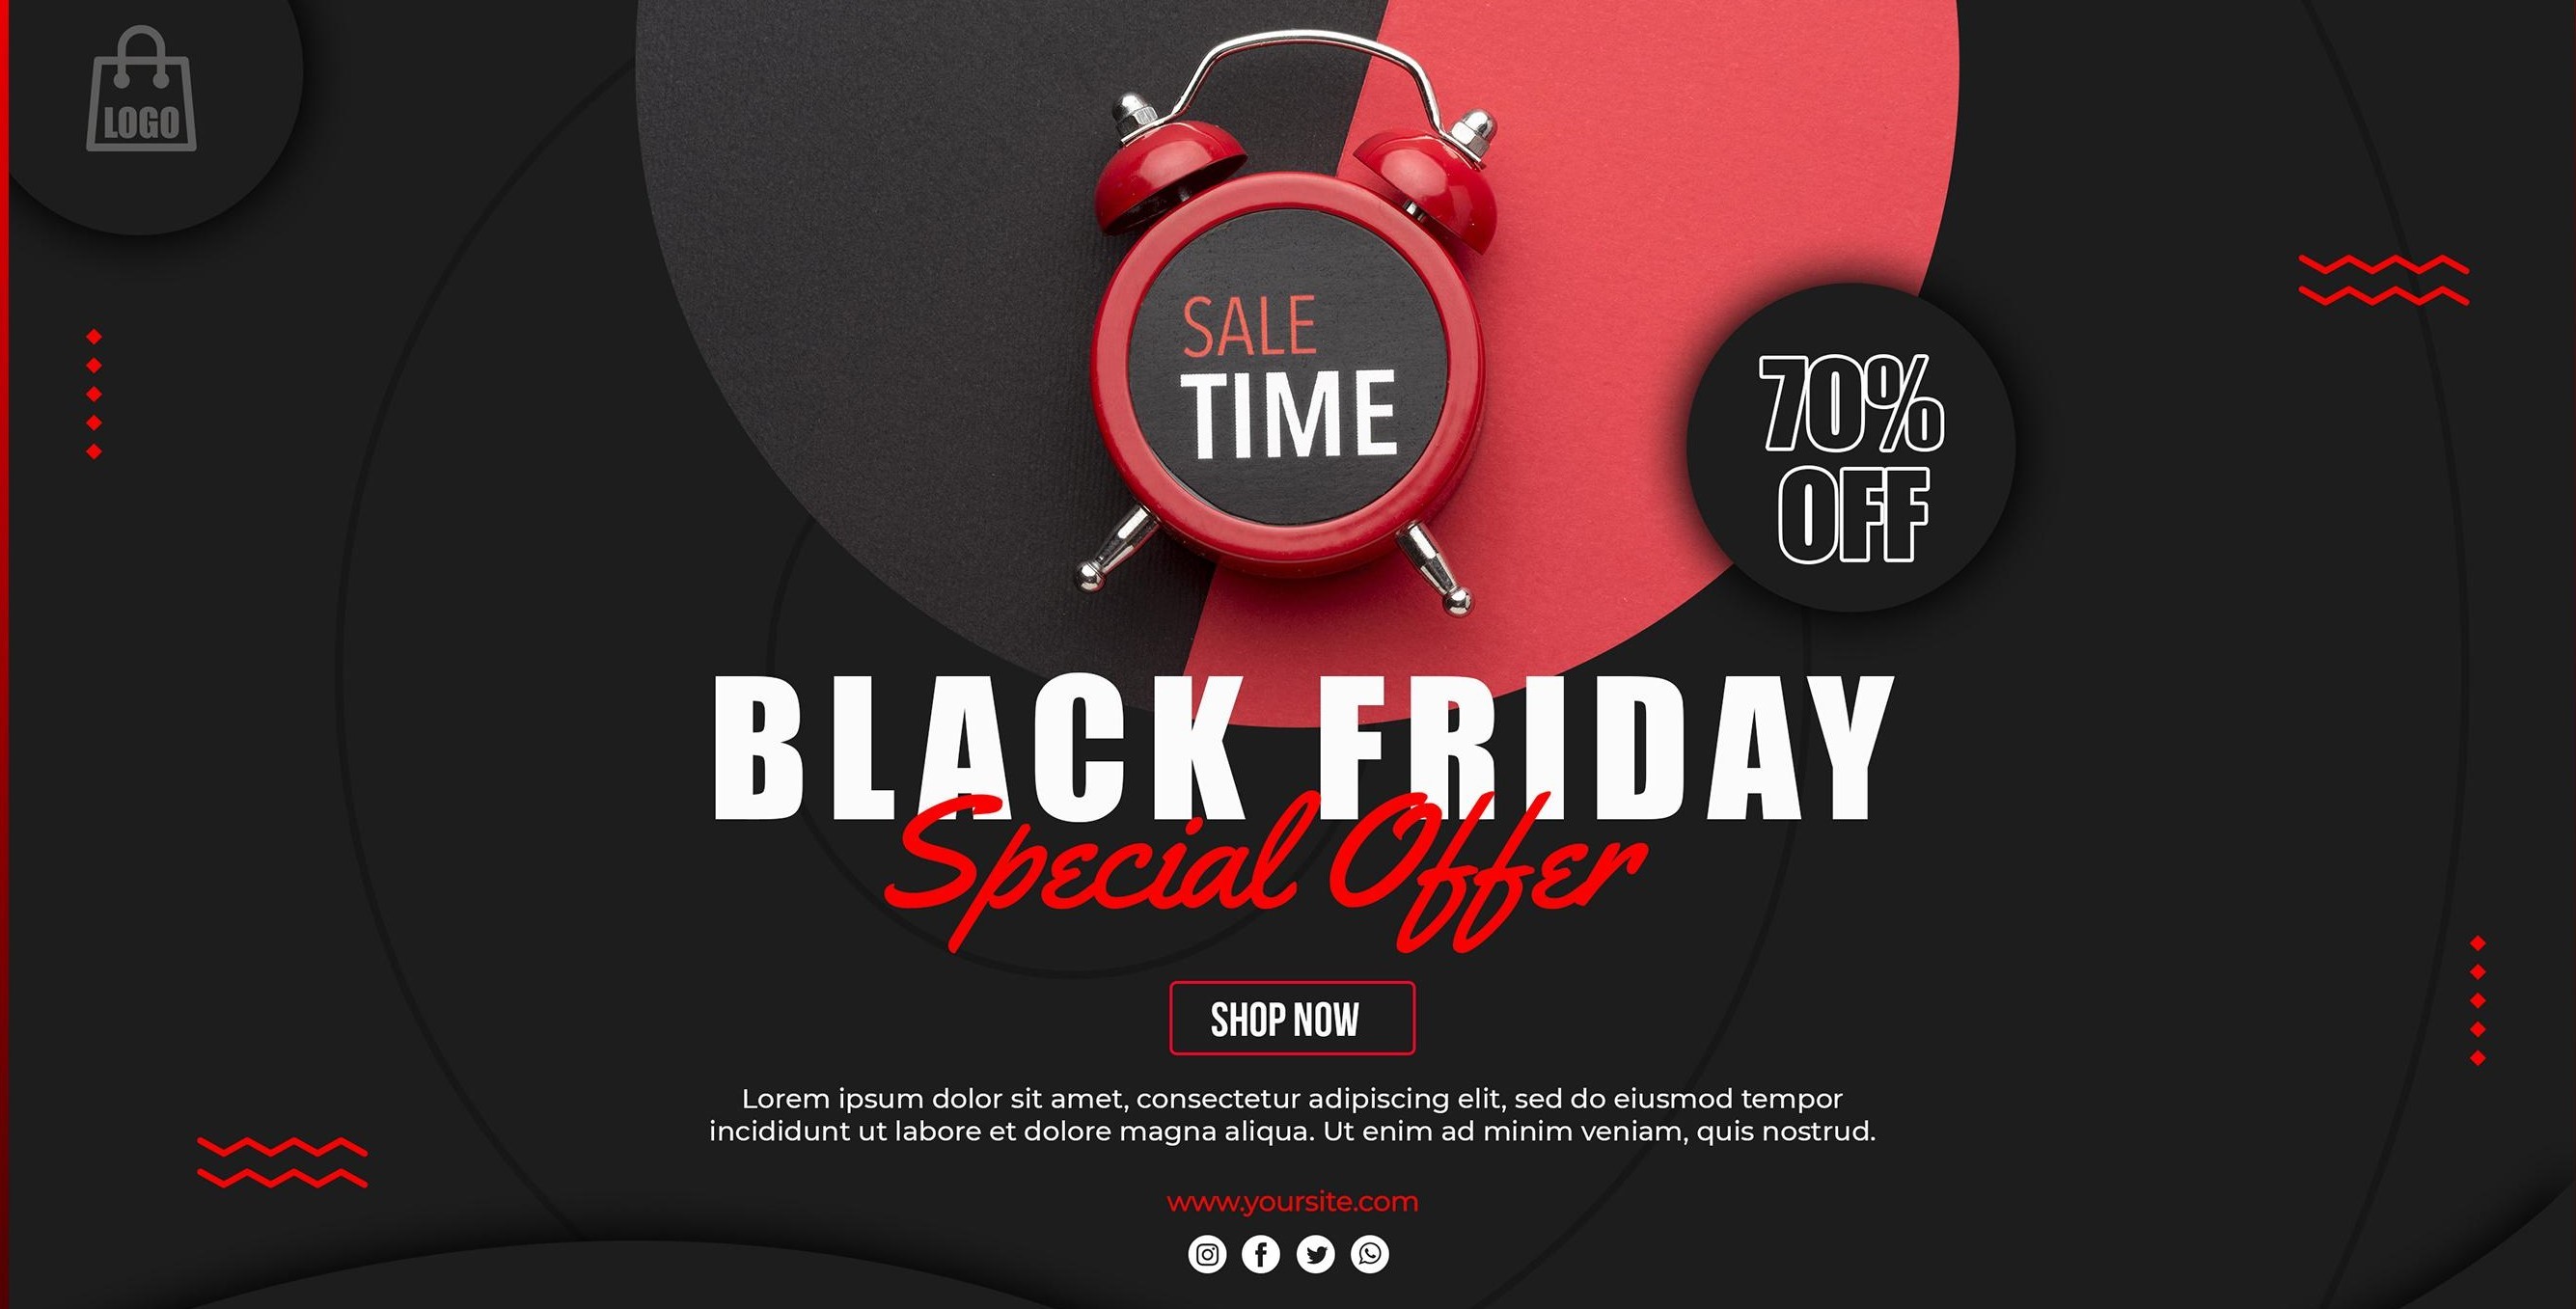 LOGO
SALE
TIME
70%
OFF
BLACK FRIDAY
Special Offer
SHOP NOW
Lorem ipsum dolor sit amet, consectetur adipiscing elit, sed do eiusmod tempor
incididunt ut labore et dolore magna aliqua. Ut enim ad minim veniam, quis nostrud.
www.yoursite.com